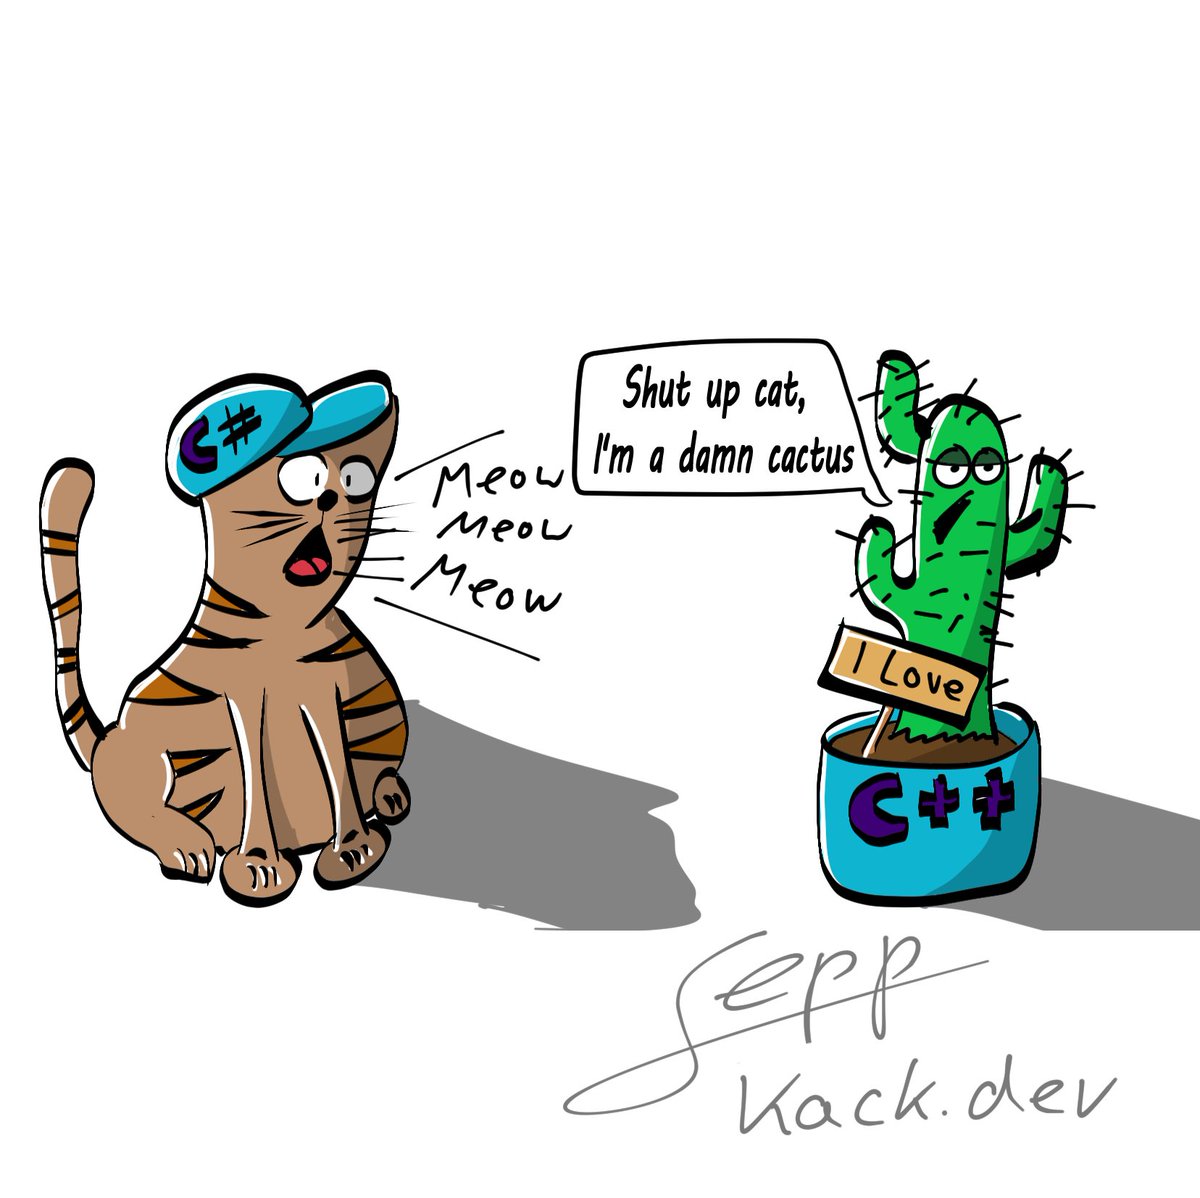 C#
Meow
Meow
Meow
Shut up cat,
I'm a damn cactus
I Love
C++
Sepp
Kack.dev